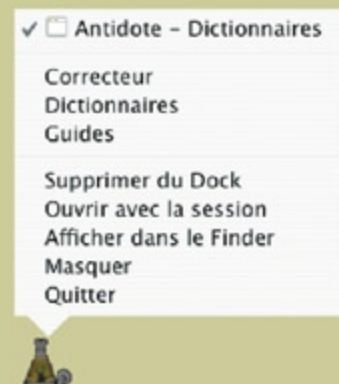 ✓ Antidote – Dictionnaires
Correcteur
Dictionnaires
Guides
Supprimer du Dock
Ouvrir avec la session
Afficher dans le Finder
Masquer
Quitter